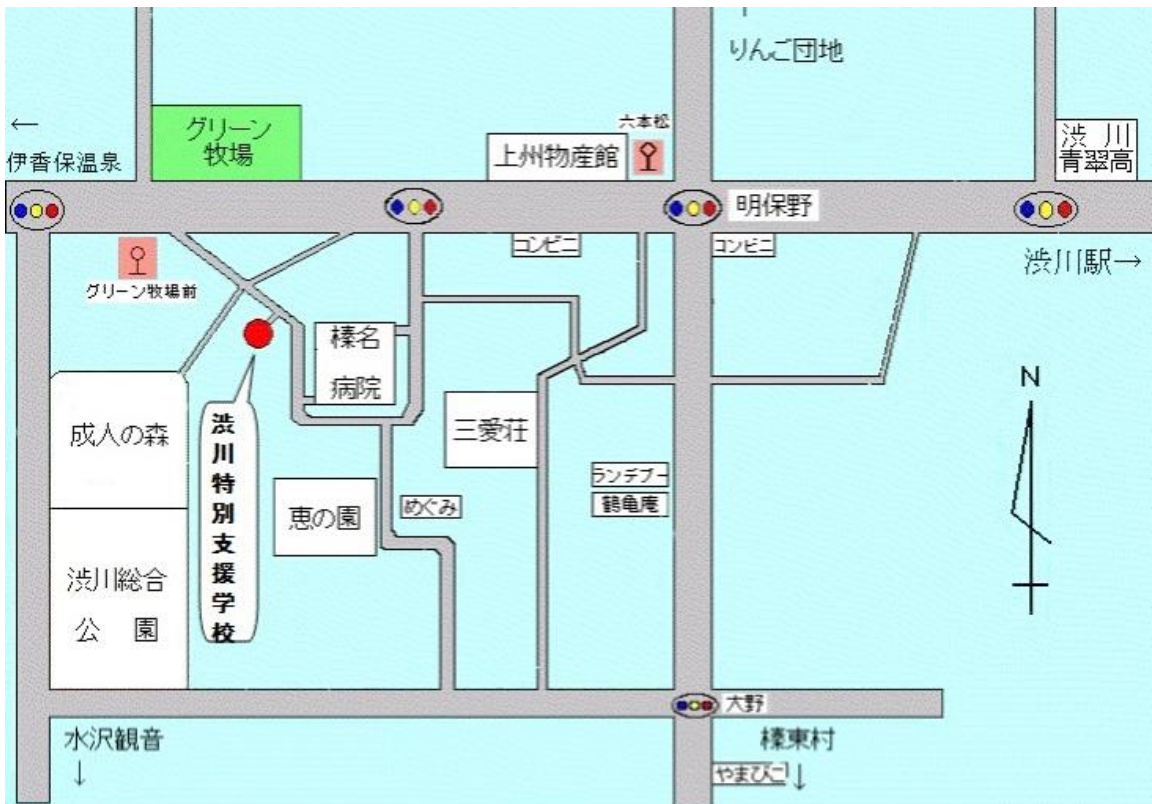 りんご団地
←
伊香保温泉
グリーン
牧場
上州物産館
六本松
渋川
青翠高
明保野
渋川駅→
グリーン牧場前
コンビニ
コンビニ
榛名
病院
N
成人の森
渋川特別支援学校
三愛荘
ランデブー
鶴亀庵
恵の園
めぐみ
渋川総合
公園
大野
水沢観音
↓
榛東村
やまびこ
↓